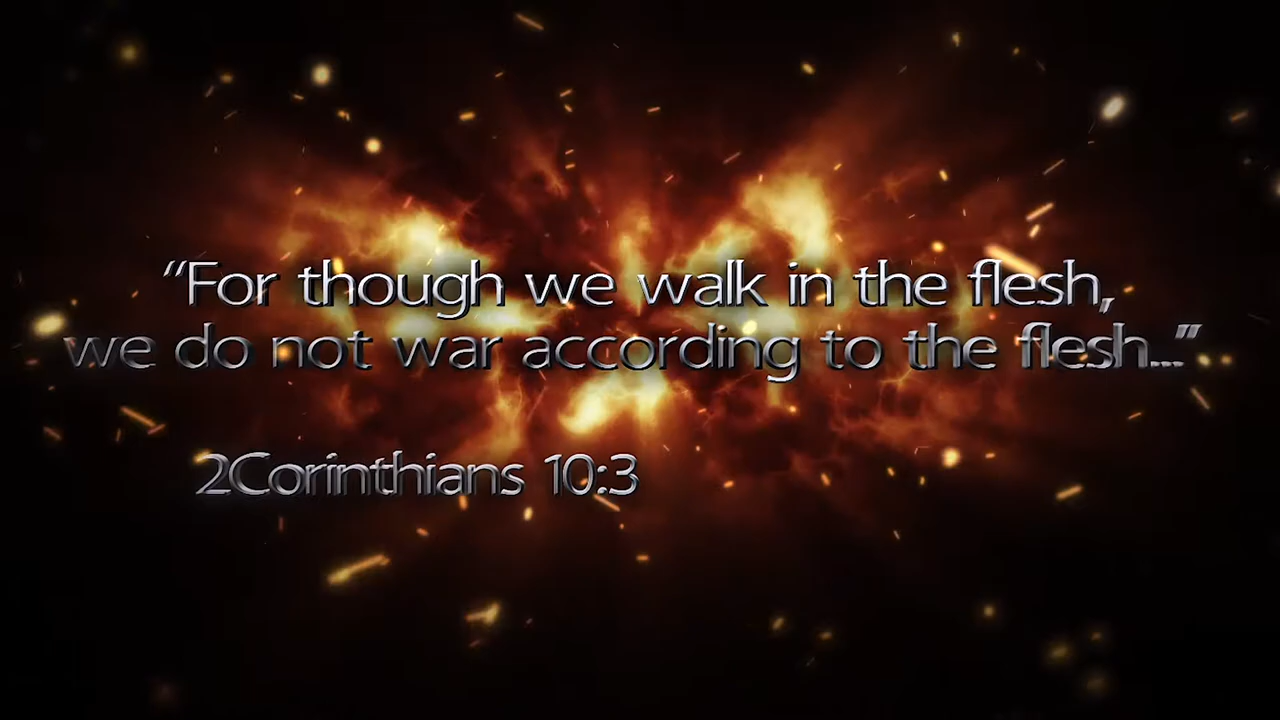 “For though we walk in the flesh,
we do not war according to the flesh...”
2Corinthians 10:3